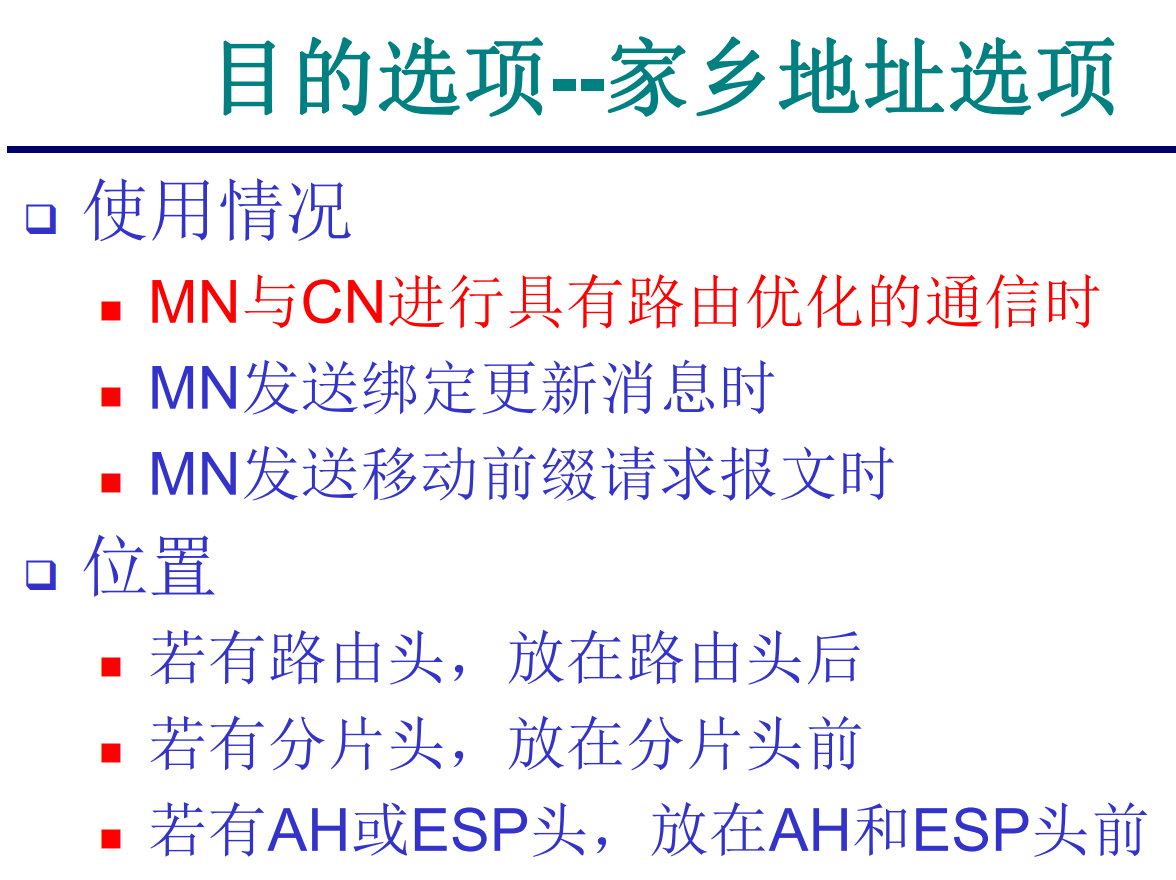 目的选项--家乡地址选项
使用情况
MN与CN进行具有路由优化的通信时
MN发送绑定更新消息时
MN发送移动前缀请求报文时
位置
若有路由头，放在路由头后
若有分片头，放在分片头前
若有AH或ESP头，放在AH和ESP头前